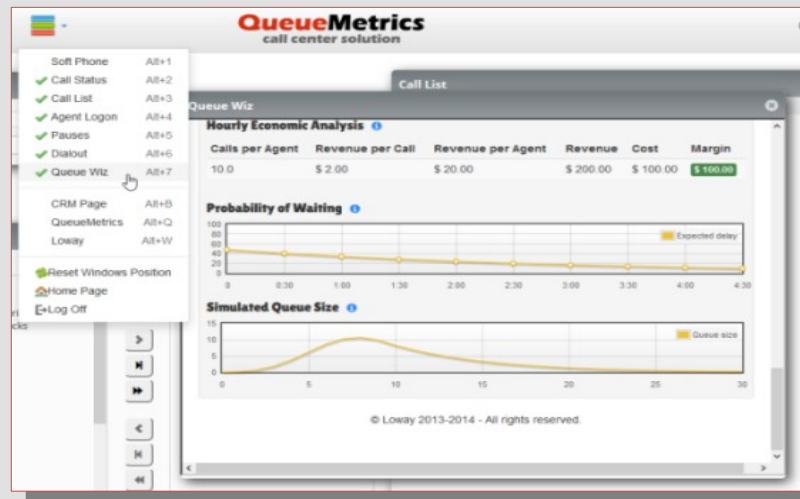 QueueMetrics
call center solution
Soft Phone Alt+1
Call Status Alt+2
Call List Alt+3
Agent Logon Alt+4
Pauses Alt+5
Dialout Alt+6
Queue Wiz Alt+7
CRM Page Alt+B
QueueMetrics Alt+Q
Loway Alt+W
Reset Windows Position
Home Page
Log Off
cks
Call List
Queue Wiz
Hourly Economic Analysis
Calls per Agent Revenue per Call Revenue per Agent Revenue Cost Margin
10.0 $ 2.00 $ 20.00 $ 200.00 $ 100.00 $ 100.00
Probability of Waiting
Expected delay
100
80
60
40
20
0
0 0:30 1:00 1:30 2:00 2:30 3:00 3:30 4:00 4:30
Simulated Queue Size
Queue size
15
10
5
0
0 5 10 15 20 25 30
© Loway 2013-2014 - All rights reserved.